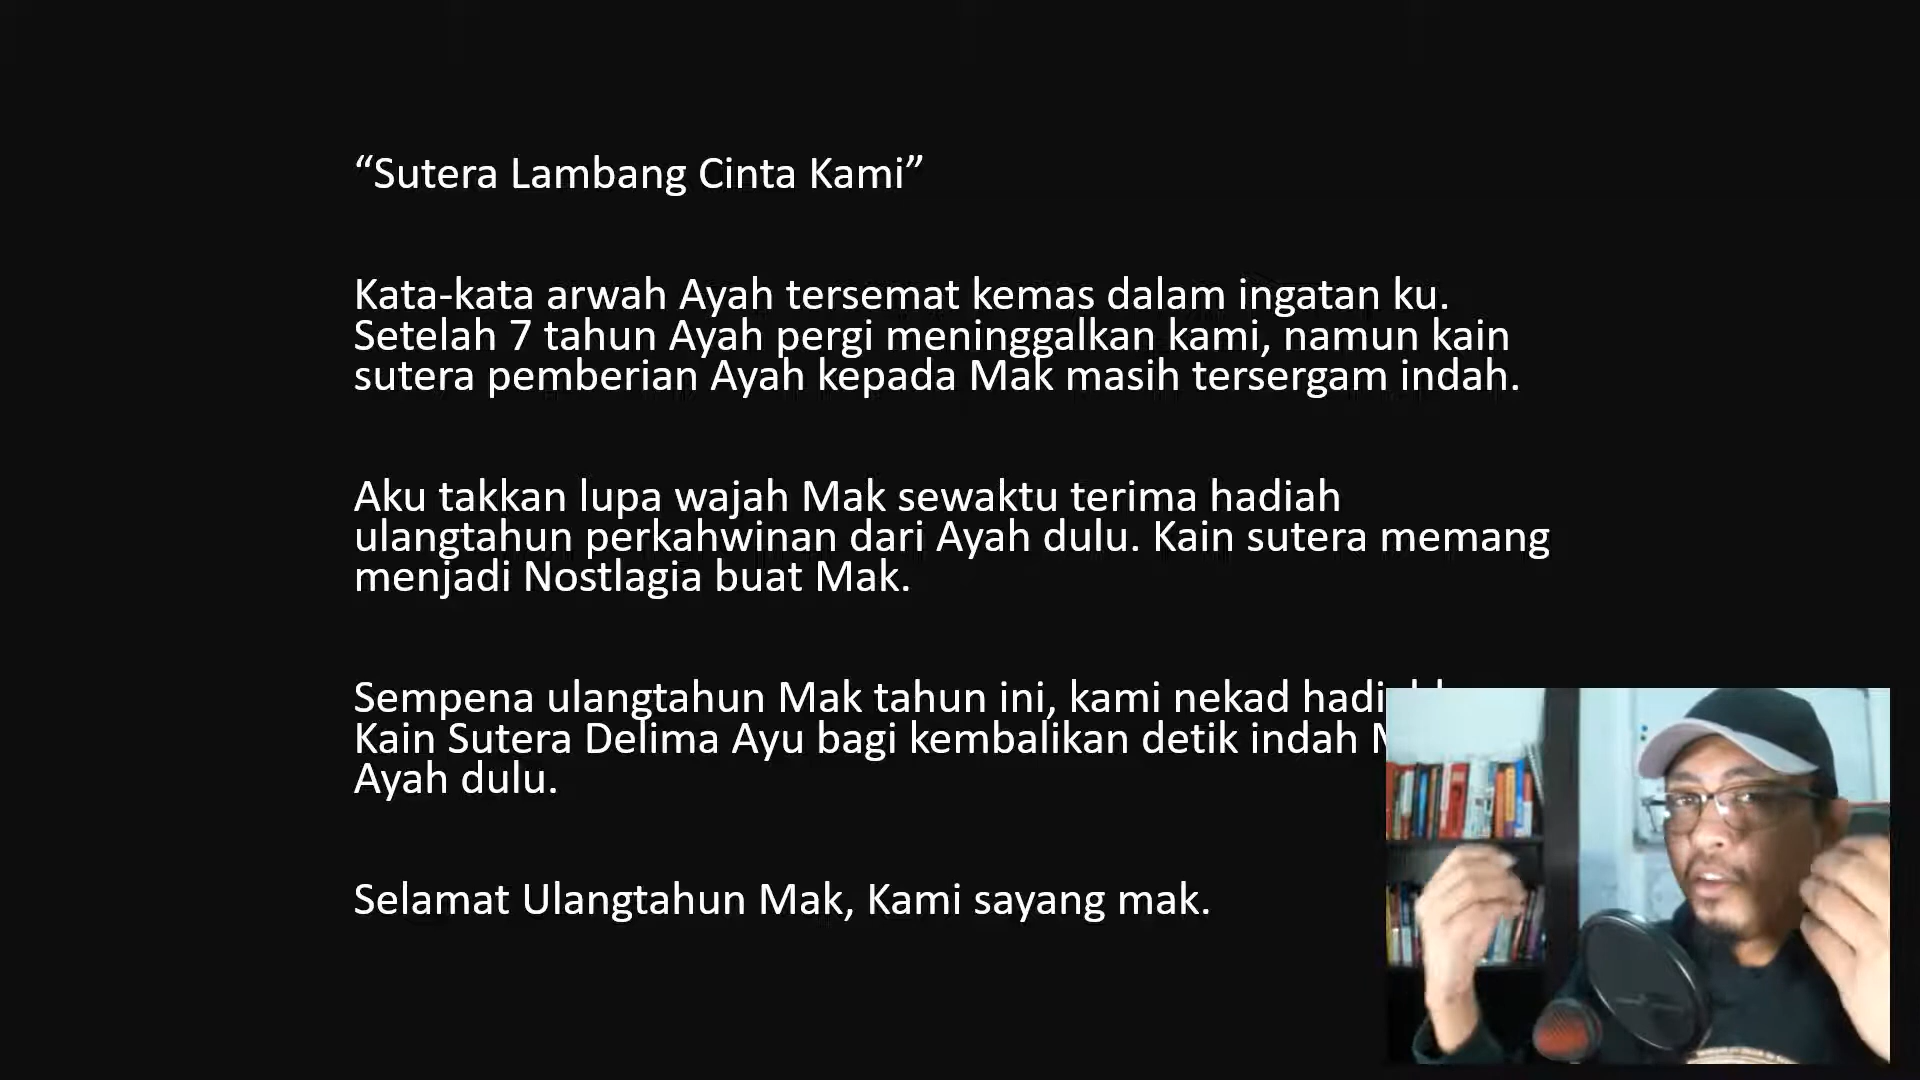 “Sutera Lambang Cinta Kami”
Kata-kata arwah Ayah tersemat kemas dalam ingatan ku.
Setelah 7 tahun Ayah pergi meninggalkan kami, namun kain
sutera pemberian Ayah kepada Mak masih tersergam indah.
Aku takkan lupa wajah Mak sewaktu terima hadiah
ulangtahun perkahwinan dari Ayah dulu. Kain sutera memang
menjadi Nostlagia buat Mak.
Sempena ulangtahun Mak tahun ini, kami nekad
Kain Sutera Delima Ayu bagi kembalikan detik indah
Ayah dulu.
Selamat Ulangtahun Mak, Kami sayang mak.